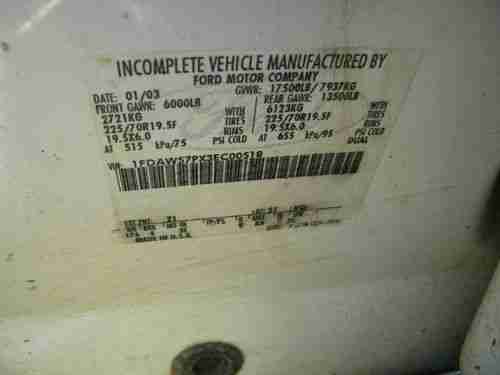 INCOMPLETE VEHICLE MANUFACTURED BY
FORD MOTOR COMPANY
DATE: 01/03 GVWR: 17500LB/ 7937KG
FRONT GAWR: 6000LB REAR GAWR: 13500LB
2721KG WITH 6123KG WITH
225/70R19.5F TIRES 225/70R19.5F TIRES
19.5X6.0 RIMS 19.5X6.0 RIMS
AT 515 kPa/75 PSI COLD AT 655 kPa/95 PSI COLD
DUAL
VIN: 1FDAW57PX3EC00518
MADE IN U.S.A.